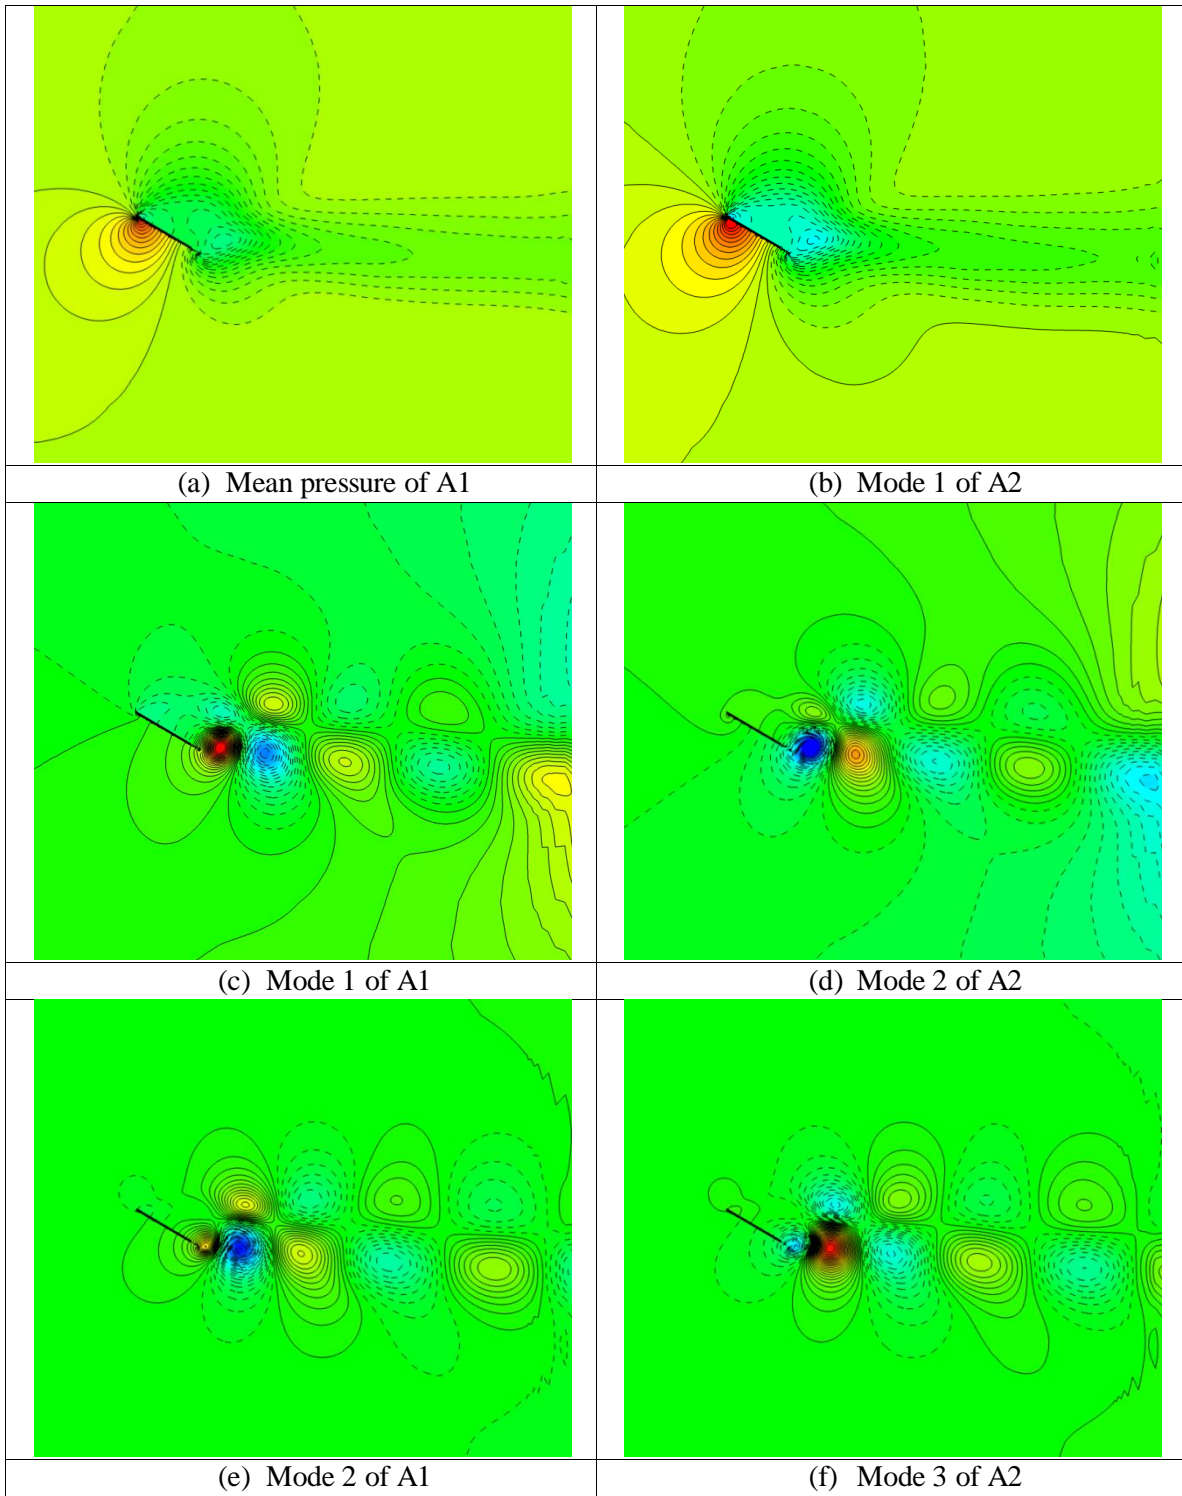 (a) Mean pressure of A1
(b) Mode 1 of A2
(c) Mode 1 of A1
(d) Mode 2 of A2
(e) Mode 2 of A1
(f) Mode 3 of A2